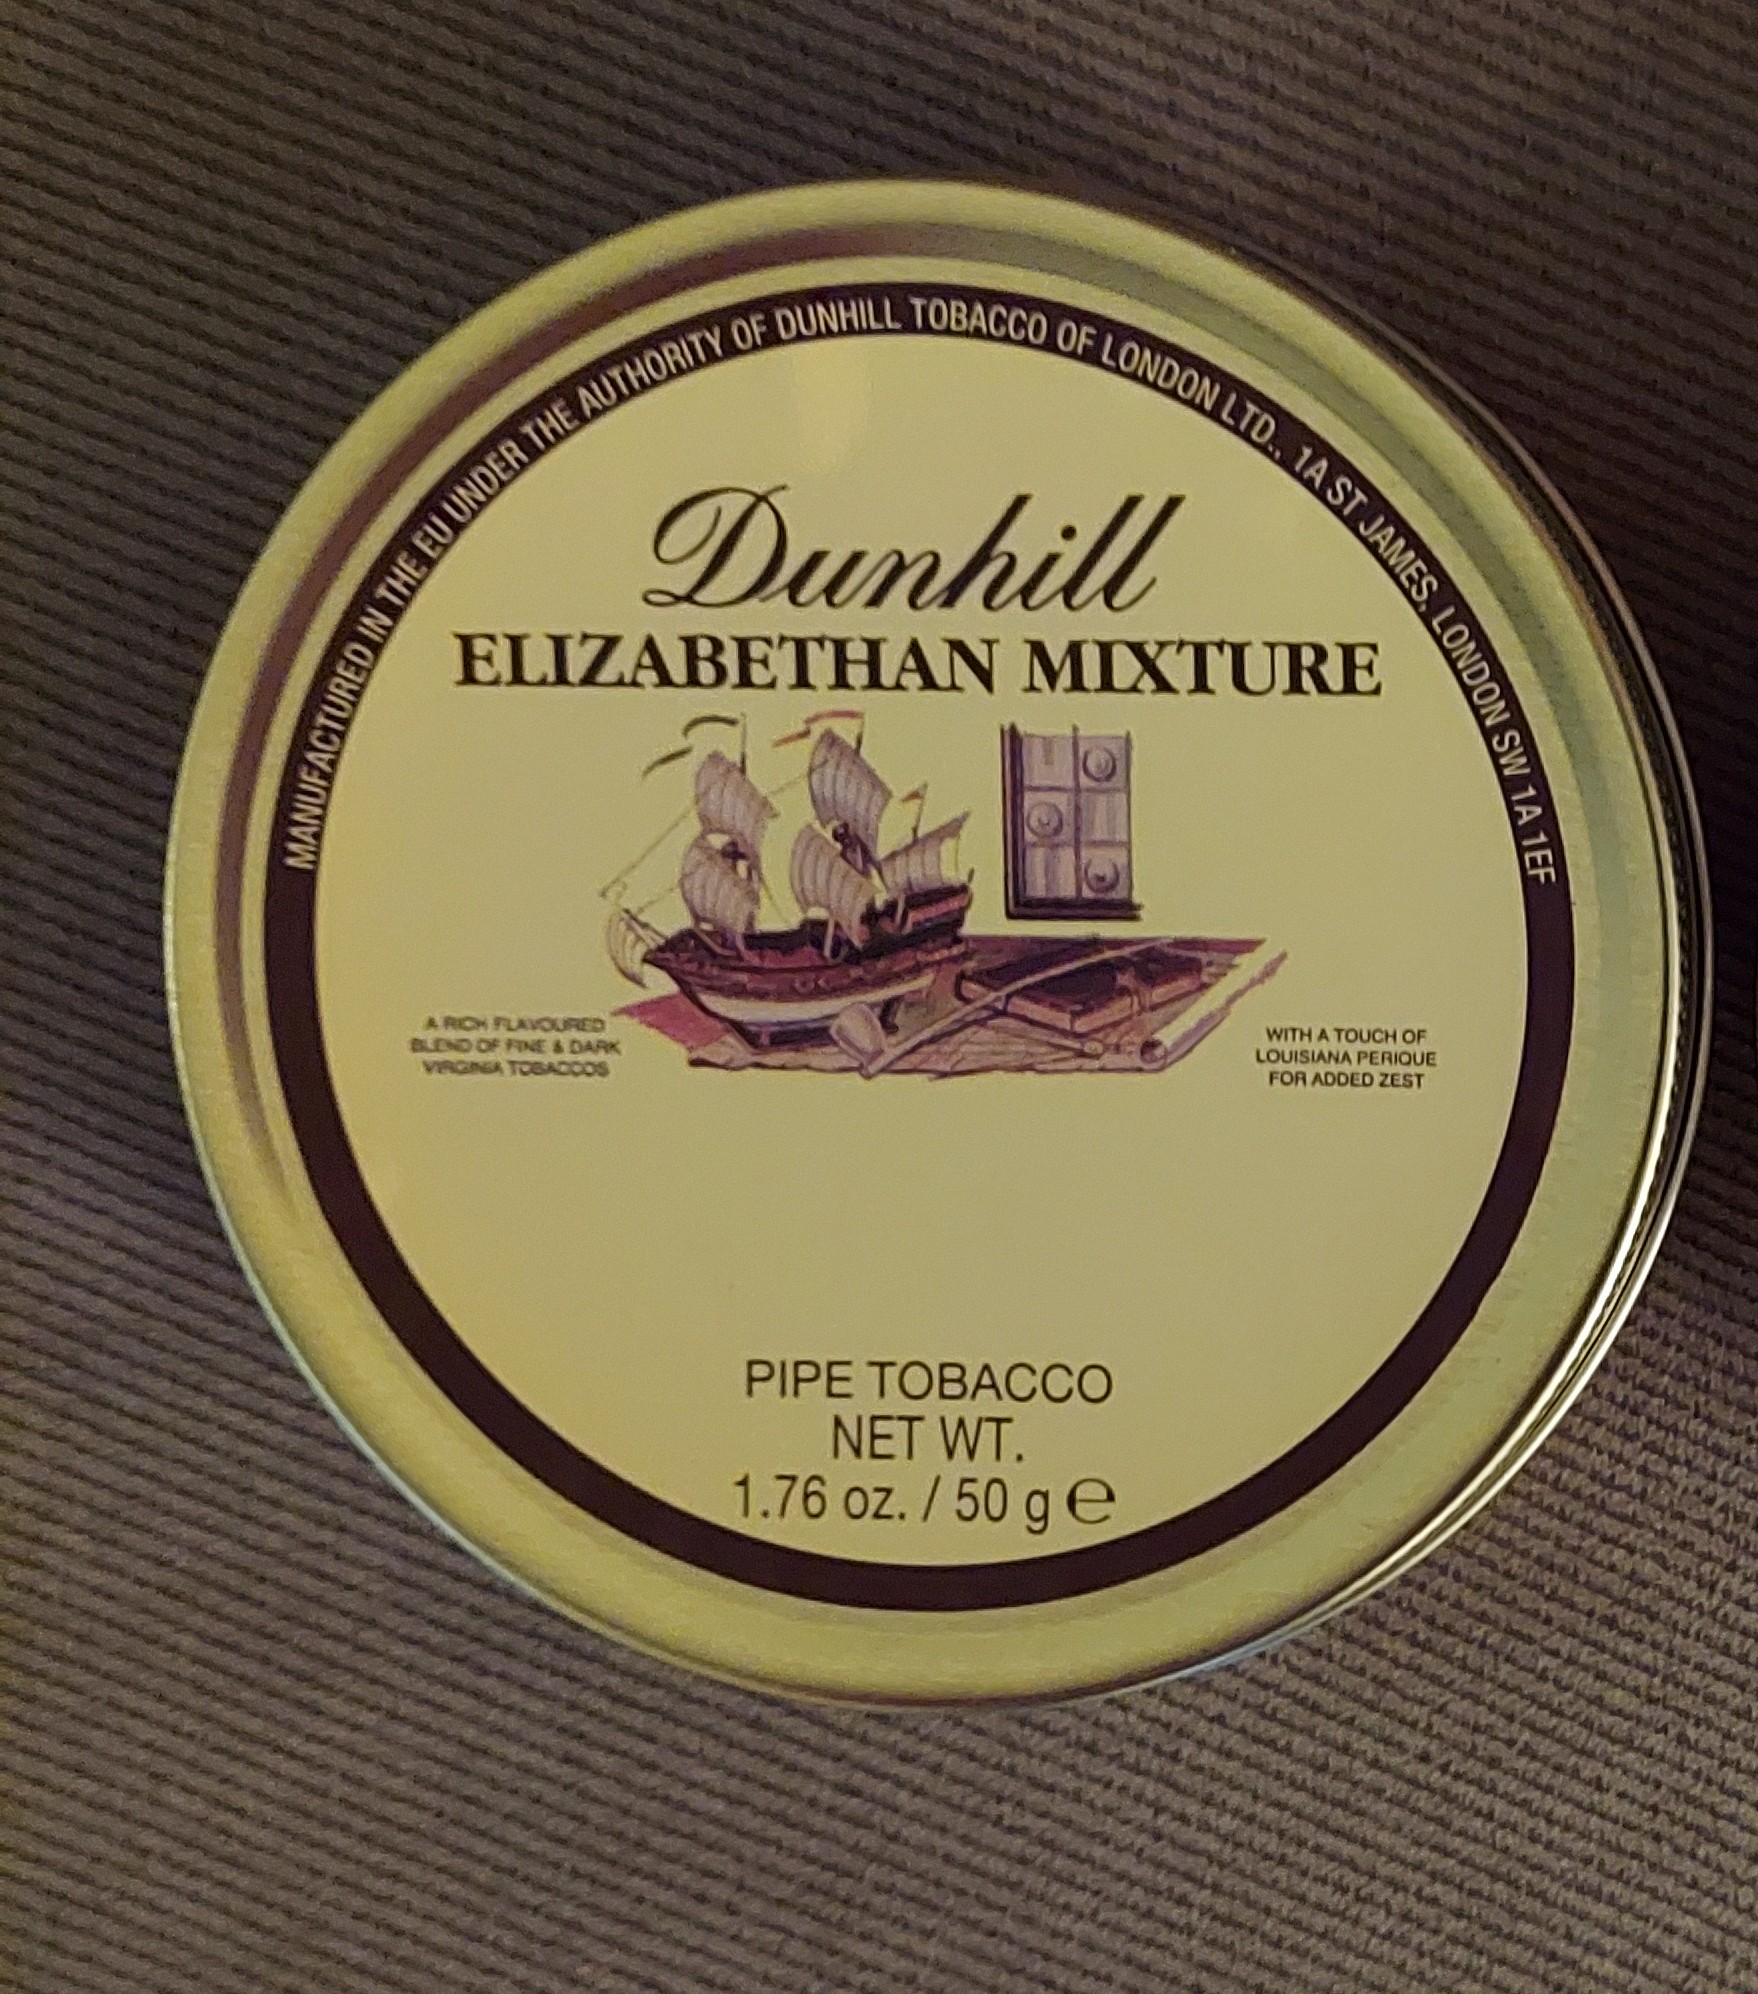 MANUFACTURED IN THE EU UNDER THE AUTHORITY OF DUNHILL TOBACCO OF LONDON LTD., 1A ST JAMES, LONDON SW 1A 1EF
Dunhill
ELIZABETHAN MIXTURE
A RICH FLAVOURED
BLEND OF FINE & DARK
VIRGINIA TOBACCOS
WITH A TOUCH OF
LOUISIANA PERIQUE
FOR ADDED ZEST
PIPE TOBACCO
NET WT.
1.76 oz. / 50 g ℮